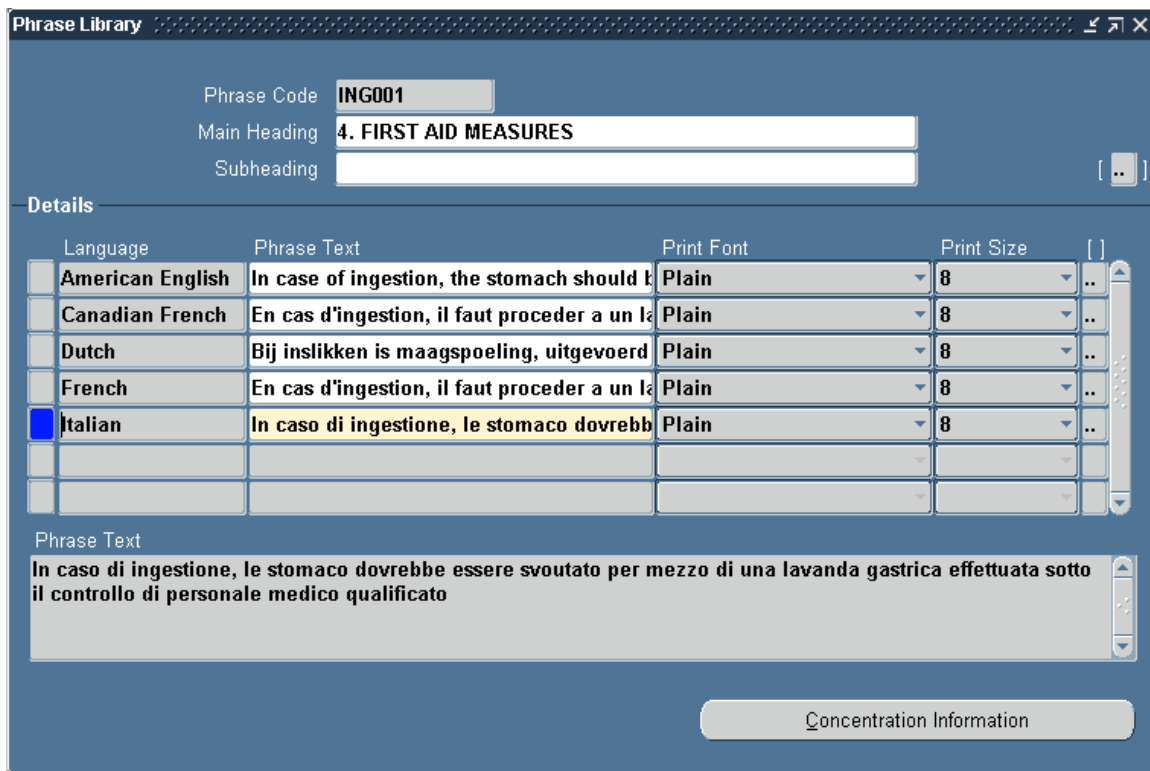 Phrase Library
Phrase Code ING001
Main Heading 4. FIRST AID MEASURES
Subheading [ .. ]
Details
Language Phrase Text Print Font Print Size [ ]
American English In case of ingestion, the stomach should Plain 8 ..
Canadian French En cas d'ingestion, il faut proceder a un Plain 8 ..
Dutch Bij inslikken is maagspoeling, uitgevoerd Plain 8 ..
French En cas d'ingestion, il faut proceder a un Plain 8 ..
Italian In caso di ingestione, le stomaco dovrebb Plain 8 ..
Phrase Text
In caso di ingestione, le stomaco dovrebbe essere svoutato per mezzo di una lavanda gastrica effettuata sotto
il controllo di personale medico qualificato
Concentration Information